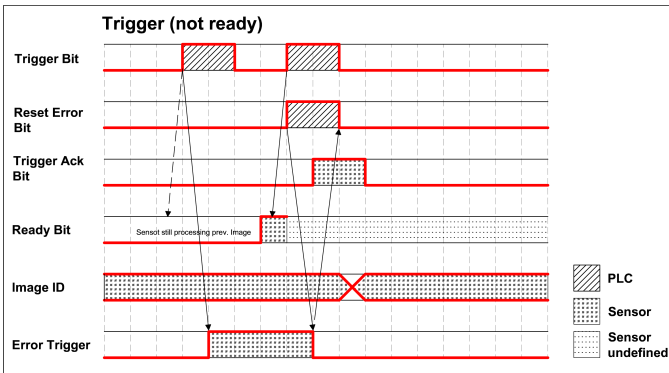 Trigger (not ready)
Trigger Bit
Reset Error
Bit
Trigger Ack
Bit
Ready Bit
Sensot still processing prev. Image
Image ID
Error Trigger
PLC
Sensor
Sensor
undefined